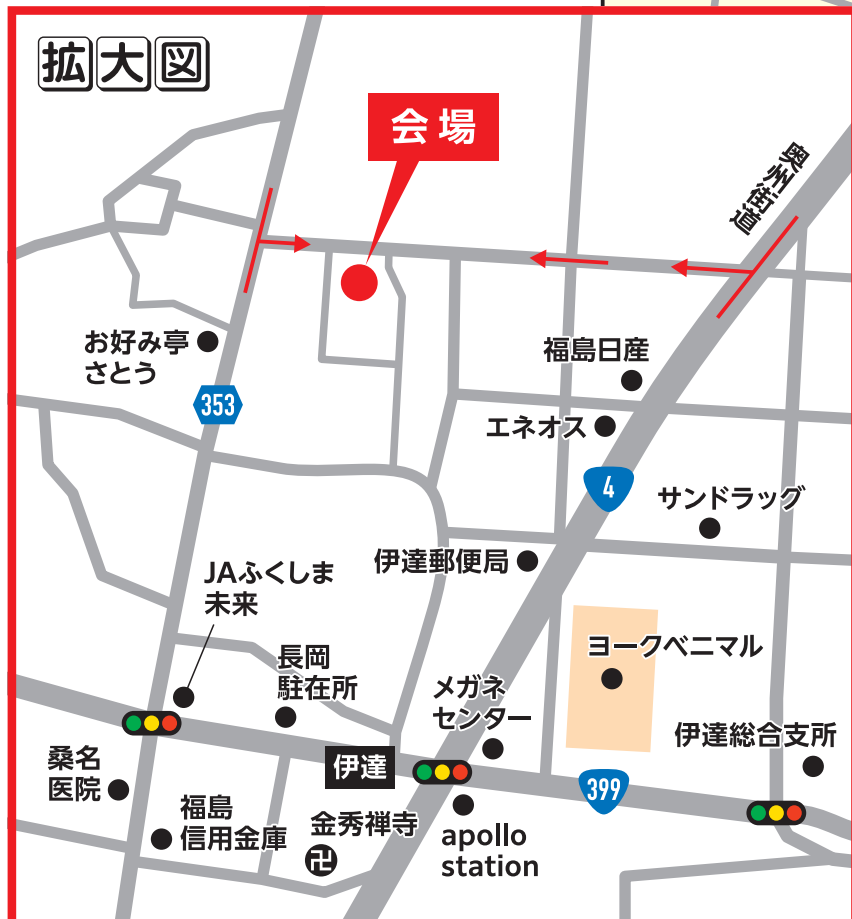 拡大図
会場
奥州街道
お好み亭
さとう
353
福島日産
エネオス
4
サンドラッグ
伊達郵便局
JAふくしま
未来
長岡
駐在所
ヨークベニマル
メガネ
センター
伊達総合支所
桑名
医院
伊達
399
福島
信用金庫
金秀禅寺
卍
apollo
station